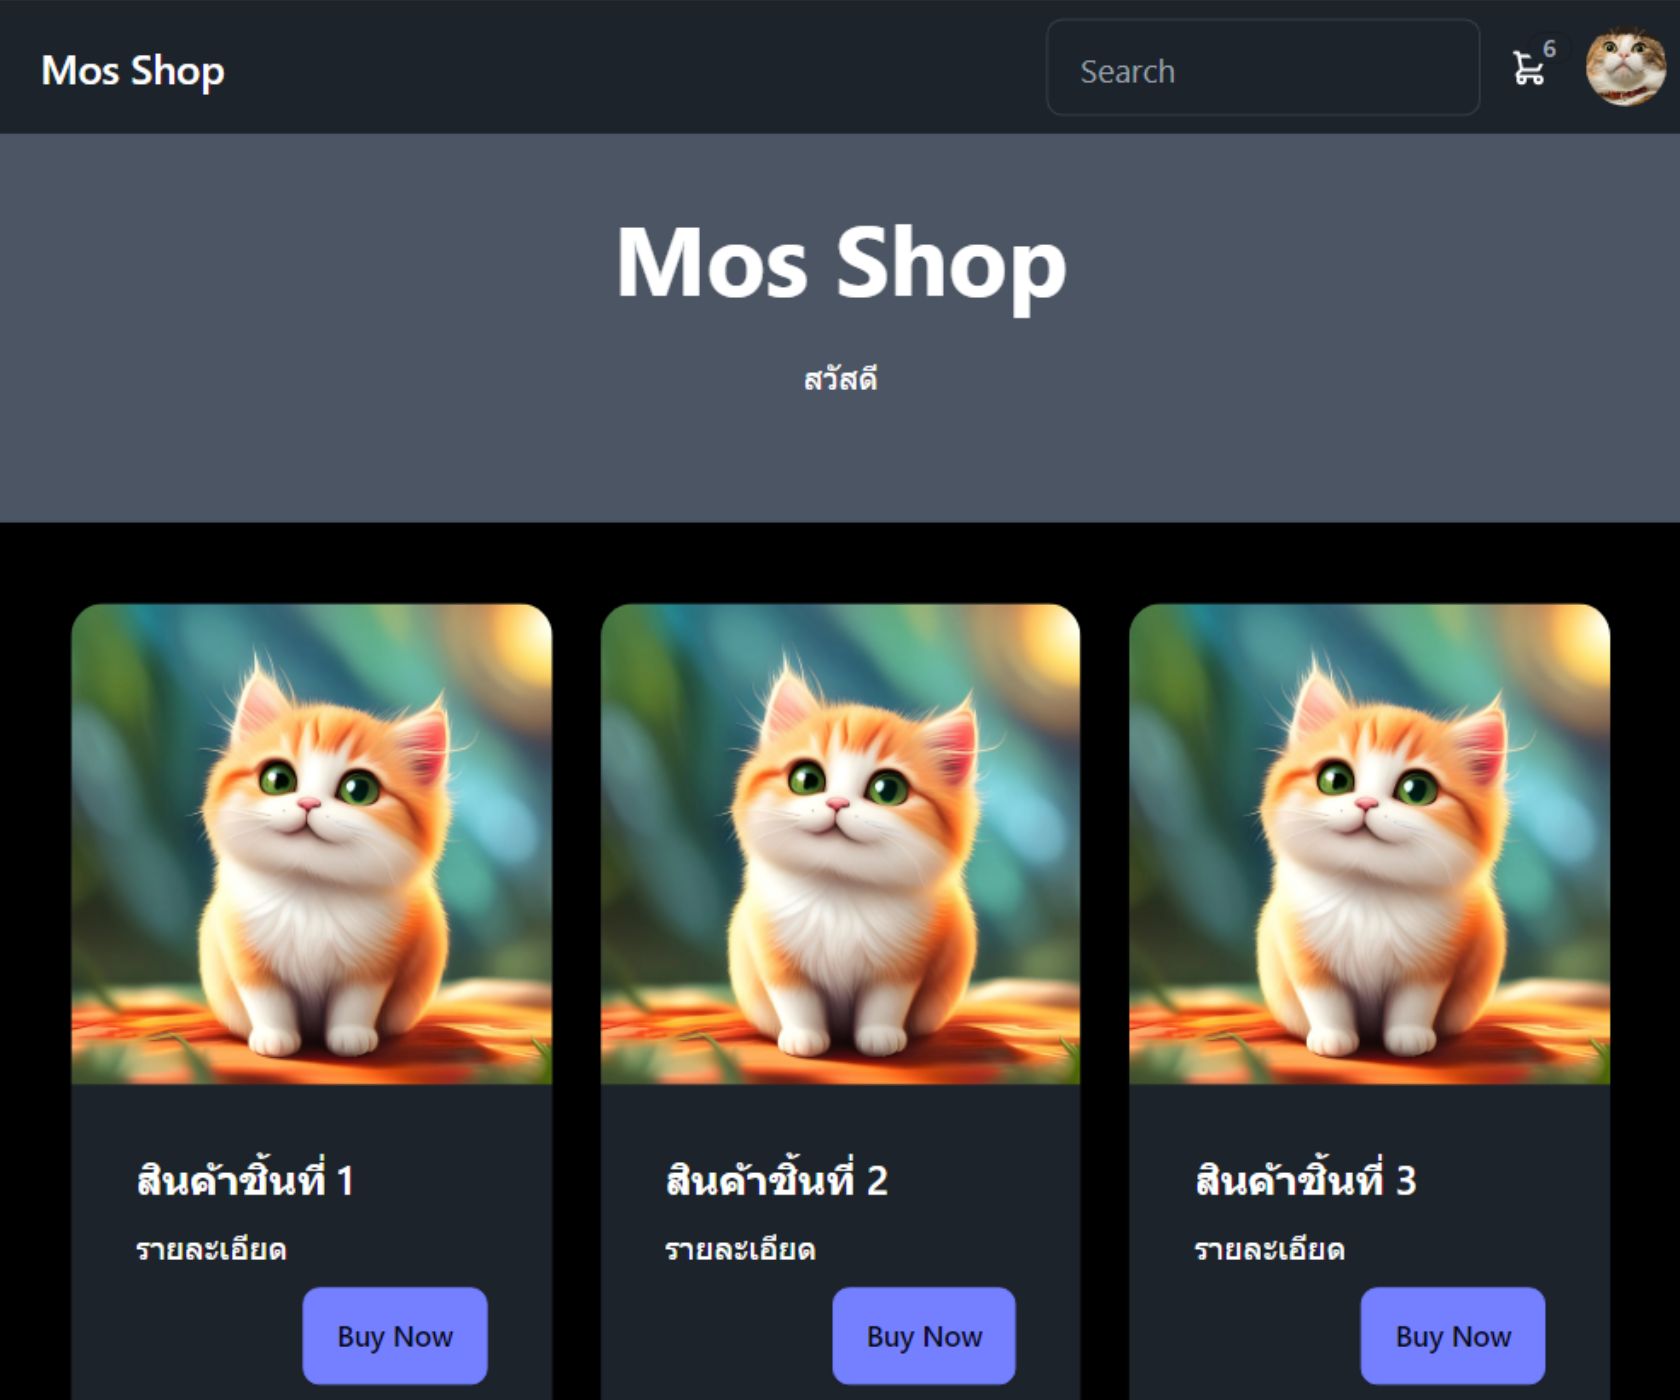 Mos Shop
Search
6
Mos Shop
สวัสดี
สินค้าชิ้นที่ 1
รายละเอียด
Buy Now
สินค้าชิ้นที่ 2
รายละเอียด
Buy Now
สินค้าชิ้นที่ 3
รายละเอียด
Buy Now